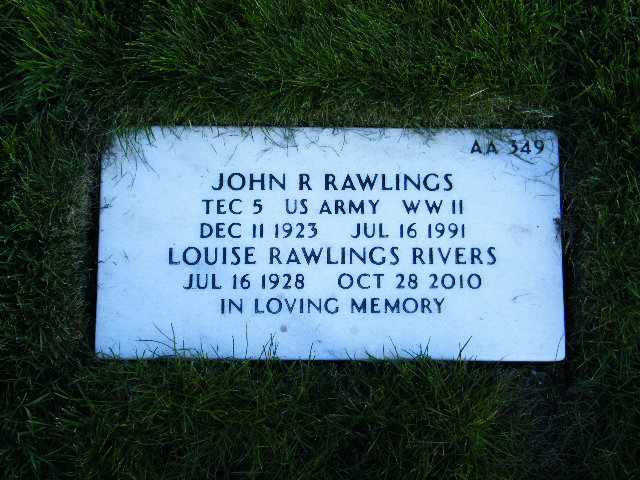 AA 349
JOHN R RAWLINGS
TEC 5 US ARMY WW II
DEC 11 1923 JUL 16 1991
LOUISE RAWLINGS RIVERS
JUL 16 1928 OCT 28 2010
IN LOVING MEMORY